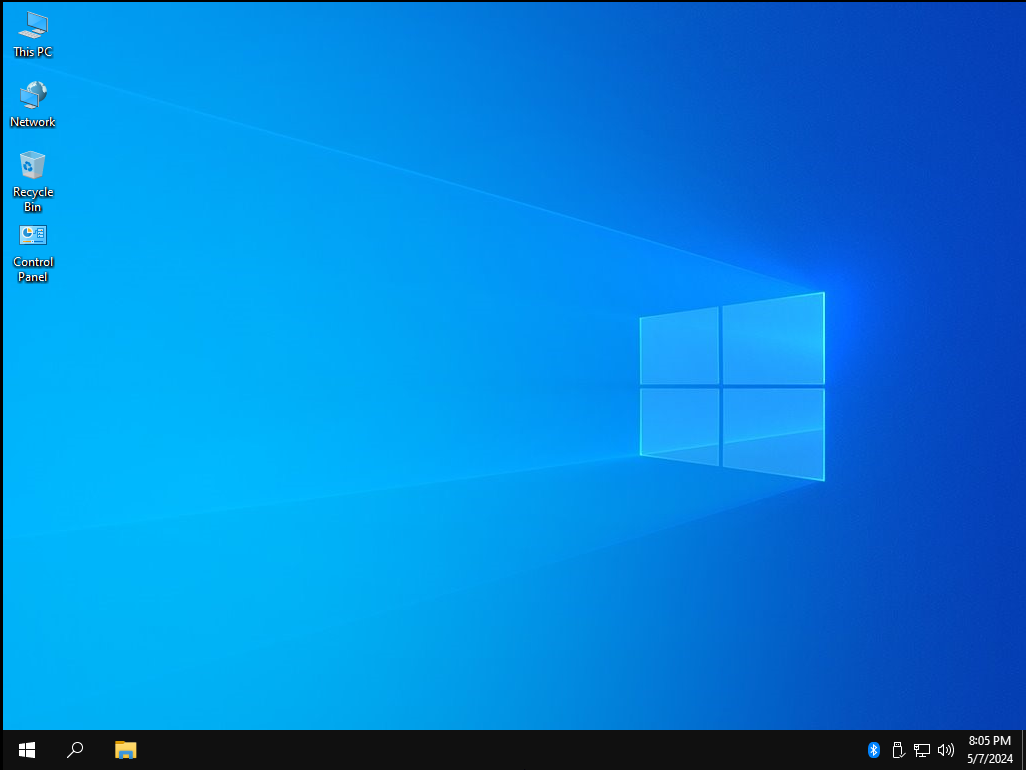 This PC
Network
Recycle
Bin
Control
Panel
8:05 PM
5/7/2024